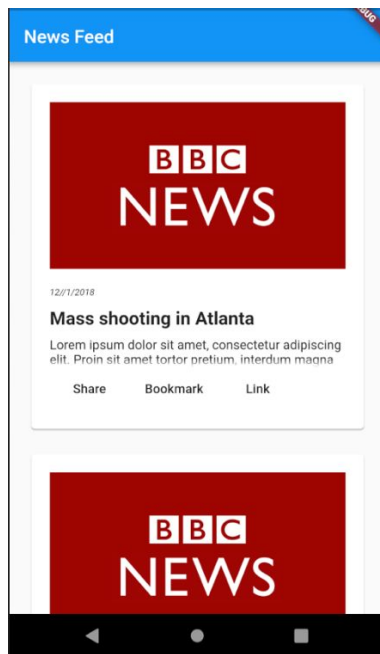 News Feed
BUG
BBC
NEWS
12//1/2018
Mass shooting in Atlanta
Lorem ipsum dolor sit amet, consectetur adipiscing
elit. Proin sit amet tortor pretium, interdum magna
Share Bookmark Link
BBC
NEWS